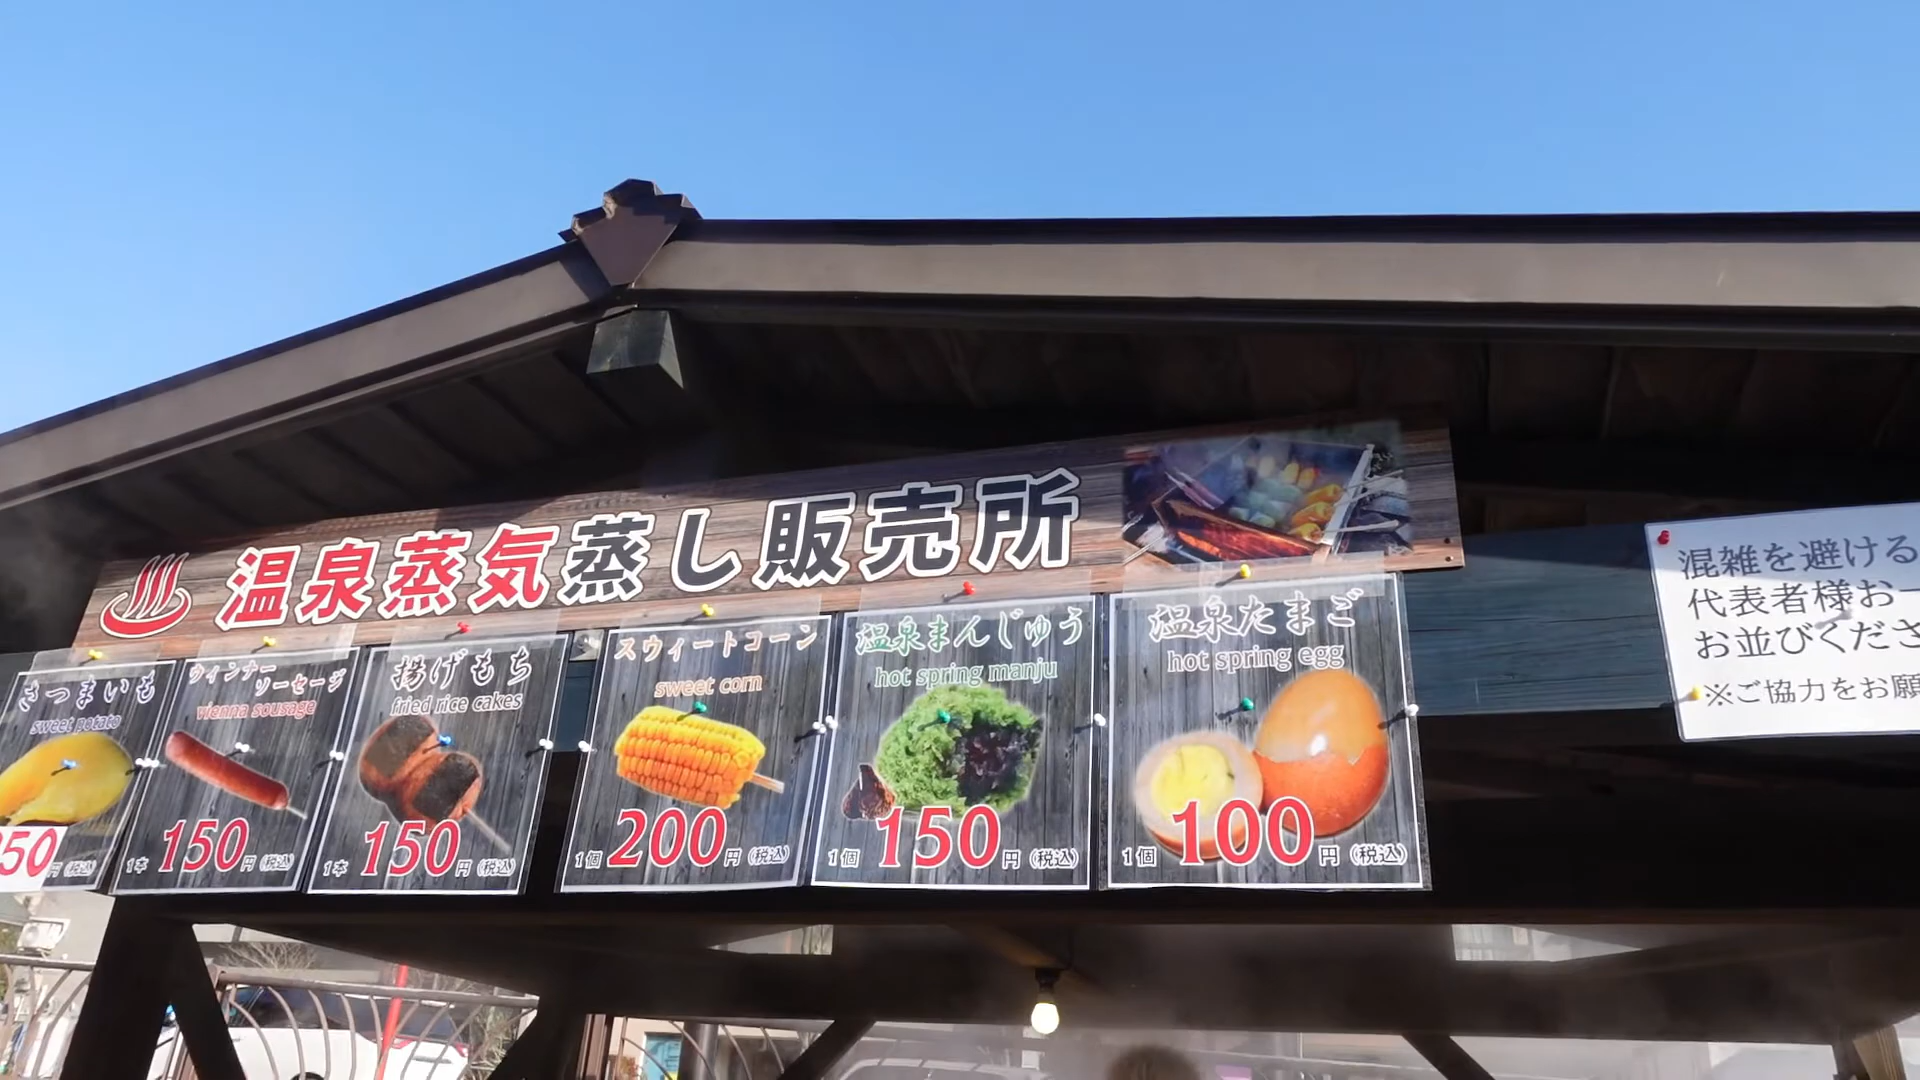 温泉蒸気蒸し販売所
さつまいも
sweet potato
50円(税込)
ウィンナー
ソーセージ
vienna sausage
1本 150円(税込)
揚げもち
fried rice cakes
1本 150円(税込)
スウィートコーン
sweet corn
1個 200円(税込)
温泉まんじゅう
hot spring manju
1個 150円(税込)
温泉たまご
hot spring egg
1個 100円(税込)
混雑を避ける
代表者様お一
お並びくださ
※ご協力をお願